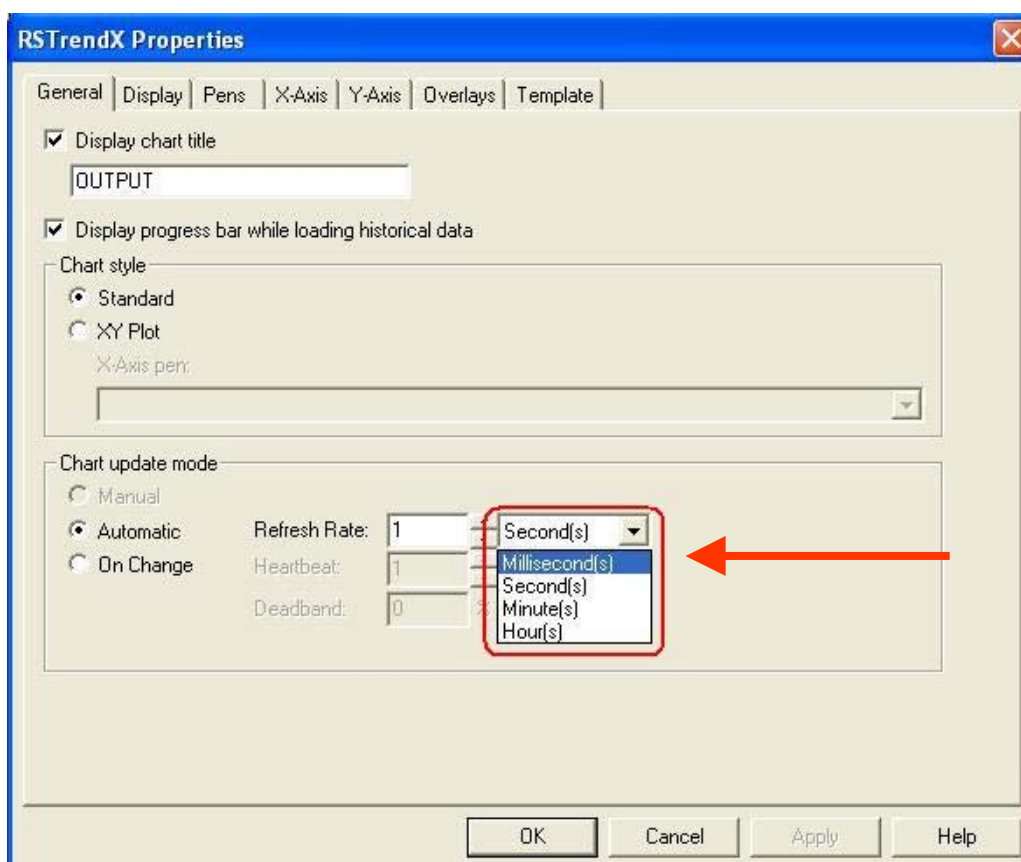 RSTrendX Properties
General Display Pens X-Axis Y-Axis Overlays Template
Display chart title
OUTPUT
Display progress bar while loading historical data
Chart style
Standard
XY Plot
X-Axis pen:
Chart update mode
Manual
Automatic Refresh Rate: 1 Second(s)
Millisecond(s)
On Change Heartbeat: 1
Second(s)
Minute(s)
Deadband: 0 %
Hour(s)
OK Cancel Apply Help